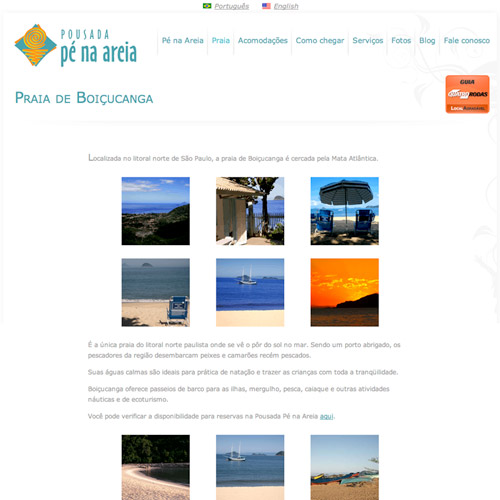 Português English
POUSADA
pé na areia
Pé na Areia Praia Acomodações Como chegar Serviços Fotos Blog Fale conosco
GUIA
QUATRO RODAS
PRAIA DE BOIÇUCANGA
Localizada no litoral norte de São Paulo, a praia de Boiçucanga é cercada pela Mata Atlântica.
É a única praia do litoral norte paulista onde se vê o pôr do sol no mar. Sendo um porto abrigado, os
pescadores da região desembarcam peixes e camarões recém pescados.
Suas águas calmas são ideais para prática de natação e trazer as crianças com toda a tranqüilidade.
Boiçucanga oferece passeios de barco para as ilhas, mergulho, pesca, caiaque e outras atividades
náuticas e de ecoturismo.
Você pode verificar a disponibilidade para reservas na Pousada Pé na Areia aqui.